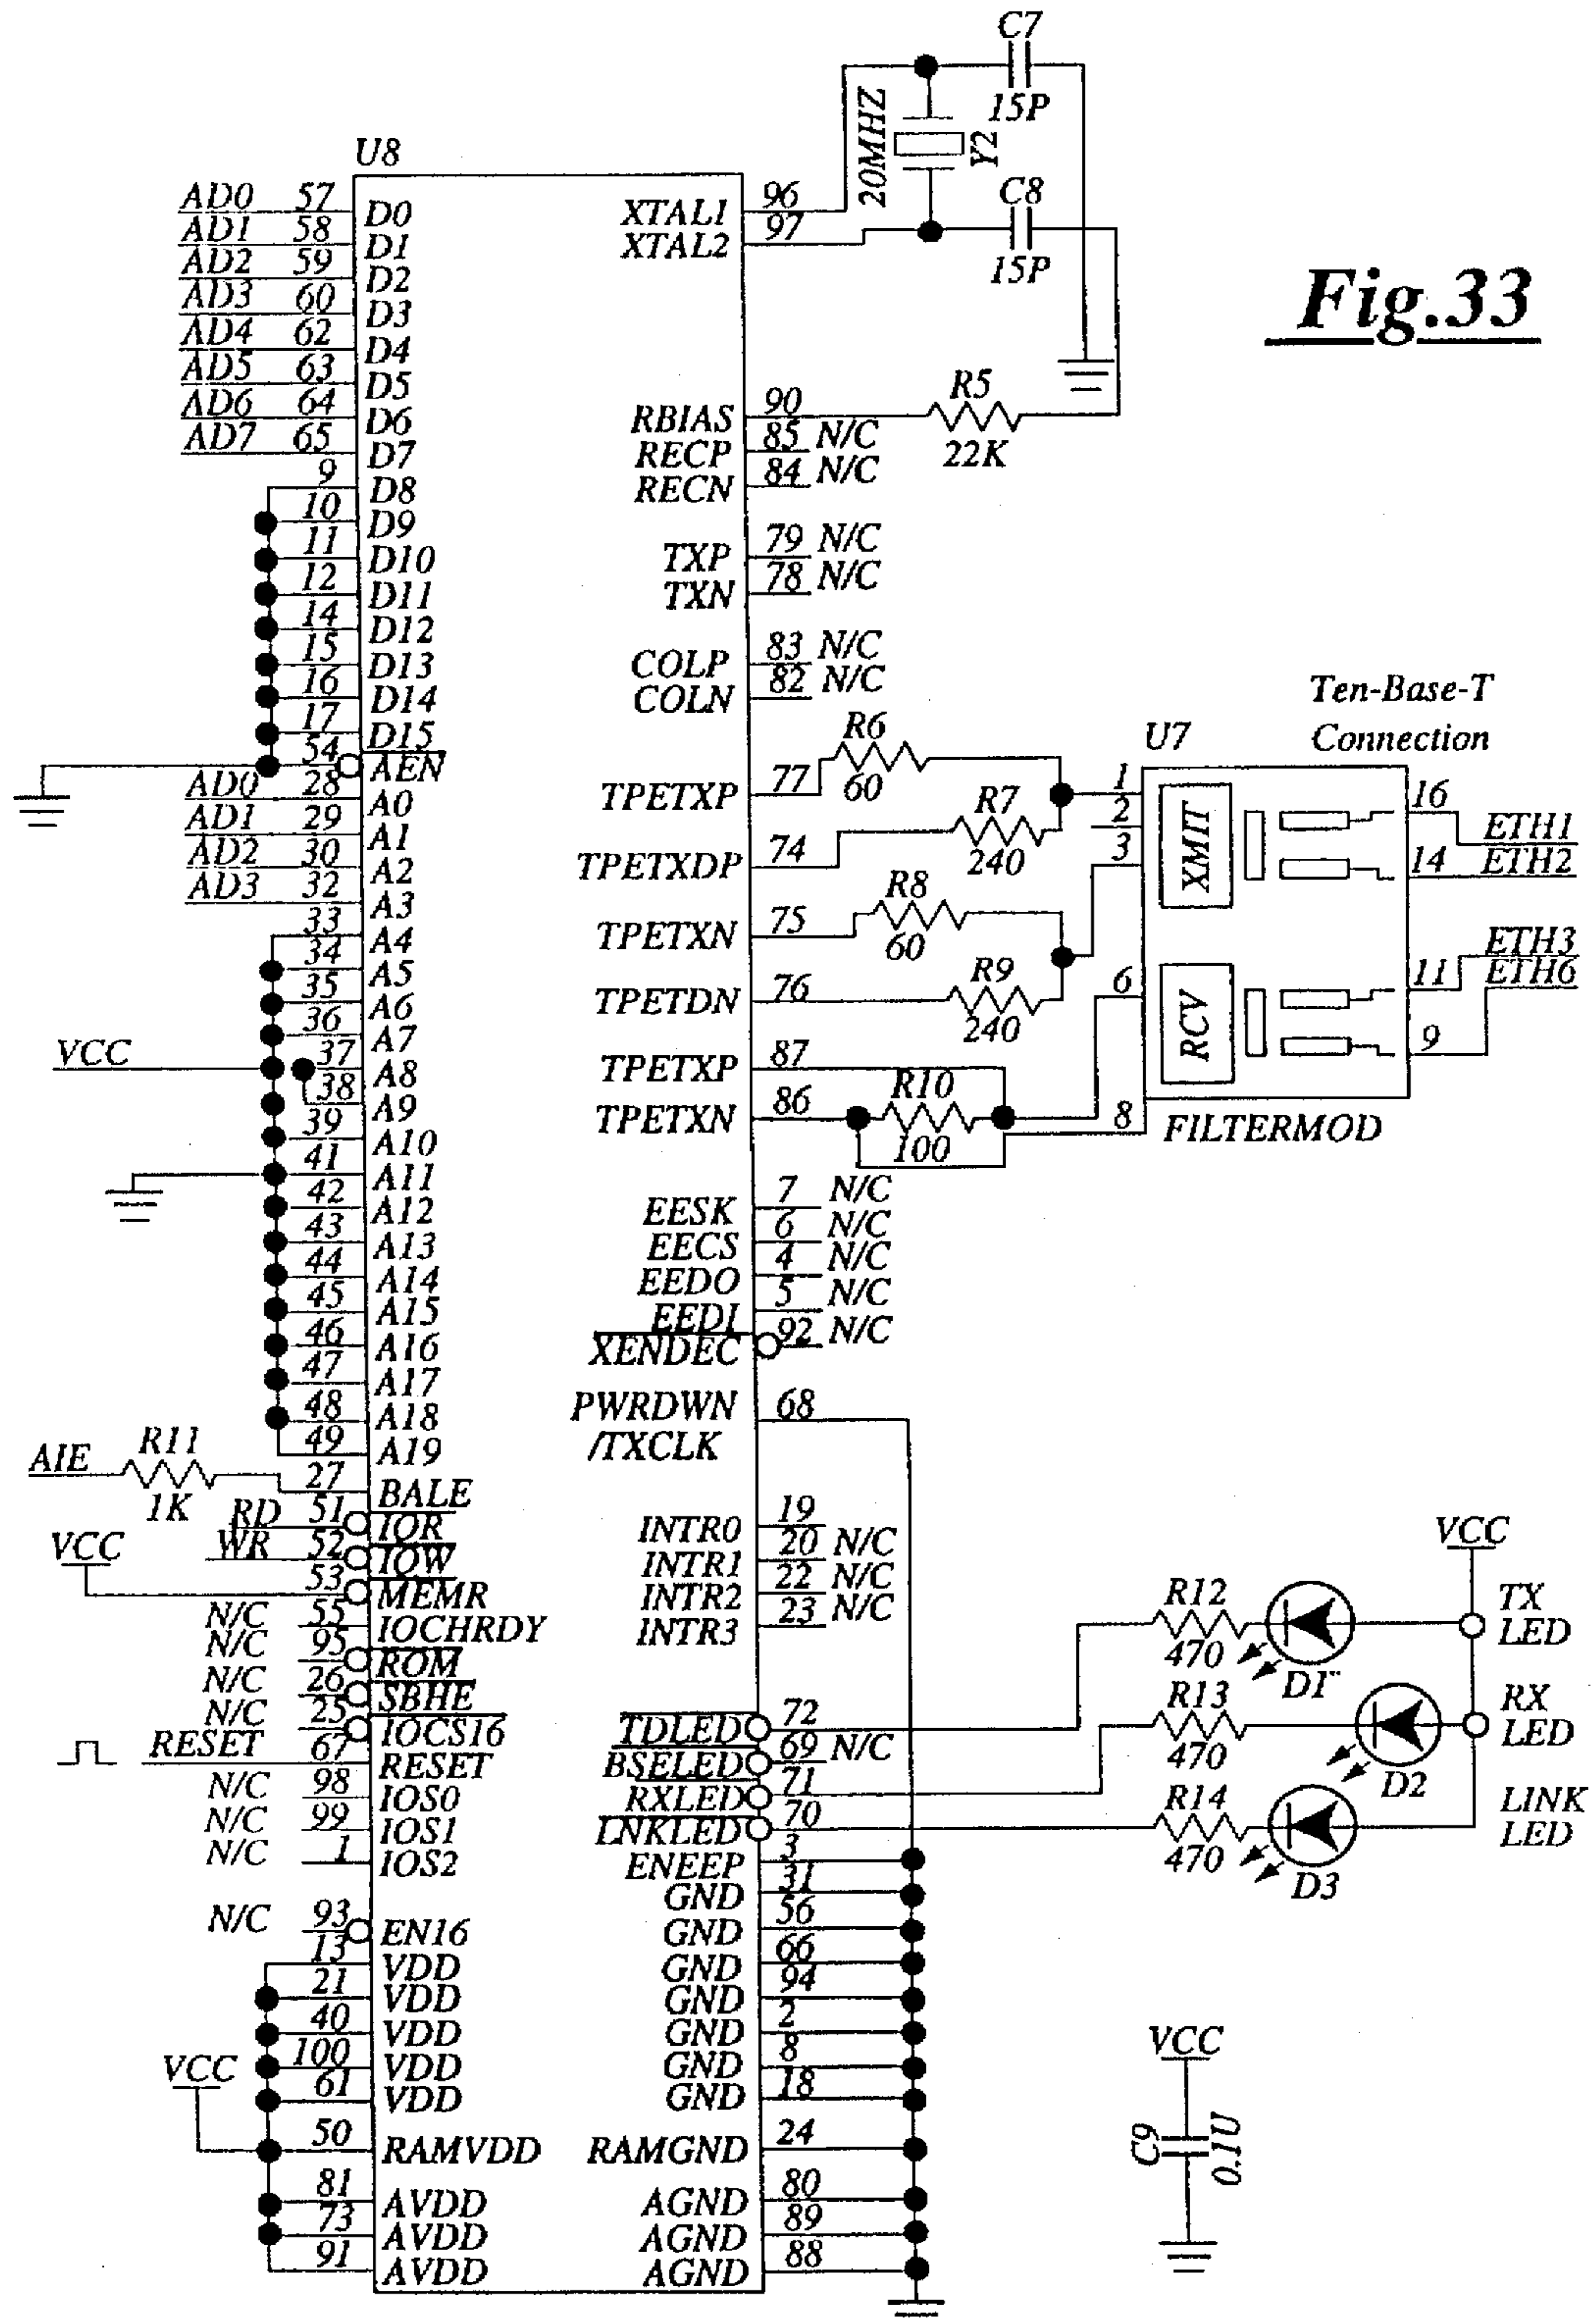 Fig.33
C7
15P
20MHZ
Y2
C8
15P
U8
AD0 57 D0
AD1 58 D1
AD2 59 D2
AD3 60 D3
AD4 62 D4
AD5 63 D5
AD6 64 D6
AD7 65 D7
9 D8
10 D9
11 D10
12 D11
14 D12
15 D13
16 D14
17 D15
54 AEN
AD0 28 A0
AD1 29 A1
AD2 30 A2
AD3 32 A3
33 A4
34 A5
35 A6
36 A7
VCC
37 A8
38 A9
39 A10
41 A11
42 A12
43 A13
44 A14
45 A15
46 A16
47 A17
48 A18
49 A19
AIE R11 1K 27 BALE
RD 51 IOR
WR 52 IOW
VCC 53 MEMR
N/C 55 IOCHRDY
N/C 95 ROM
N/C 26 SBHE
N/C 25 IOCS16
RESET 67 RESET
N/C 98 IOS0
N/C 99 IOS1
N/C 1 IOS2
N/C 93 EN16
13 VDD
21 VDD
40 VDD
100 VDD
VCC 61 VDD
50 RAMVDD
81 AVDD
73 AVDD
91 AVDD
XTAL1 96
XTAL2 97
RBIAS 90 R5 22K
RECP 85 N/C
RECN 84 N/C
TXP 79 N/C
TXN 78 N/C
COLP 83 N/C
COLN 82 N/C
TPETXP 77 R6 60
TPETXDP 74 R7 240
TPETXN 75 R8 60
TPETDN 76 R9 240
TPETXP 87
TPETXN 86 R10 100
EESK 7 N/C
EECS 6 N/C
EEDO 4 N/C
EEDI 5 N/C
XENDEC 92 N/C
PWRDWN 68
/TXCLK
INTR0 19
INTR1 20 N/C
INTR2 22 N/C
INTR3 23 N/C
TDLED 72
BSELED 69 N/C
RXLED 71
LNKLED 70
ENEEP 3
GND 31
GND 56
GND 66
GND 94
GND 2
GND 8
GND 18
RAMGND 24
AGND 80
AGND 89
AGND 88
Ten-Base-T
Connection
U7
1
2
3
6
8
XMIT
RCV
16 ETH1
14 ETH2
11 ETH3
9 ETH6
FILTERMOD
VCC
R12 470 D1 TX LED
R13 470 D2 RX LED
R14 470 D3 LINK LED
VCC
C9
0.1U